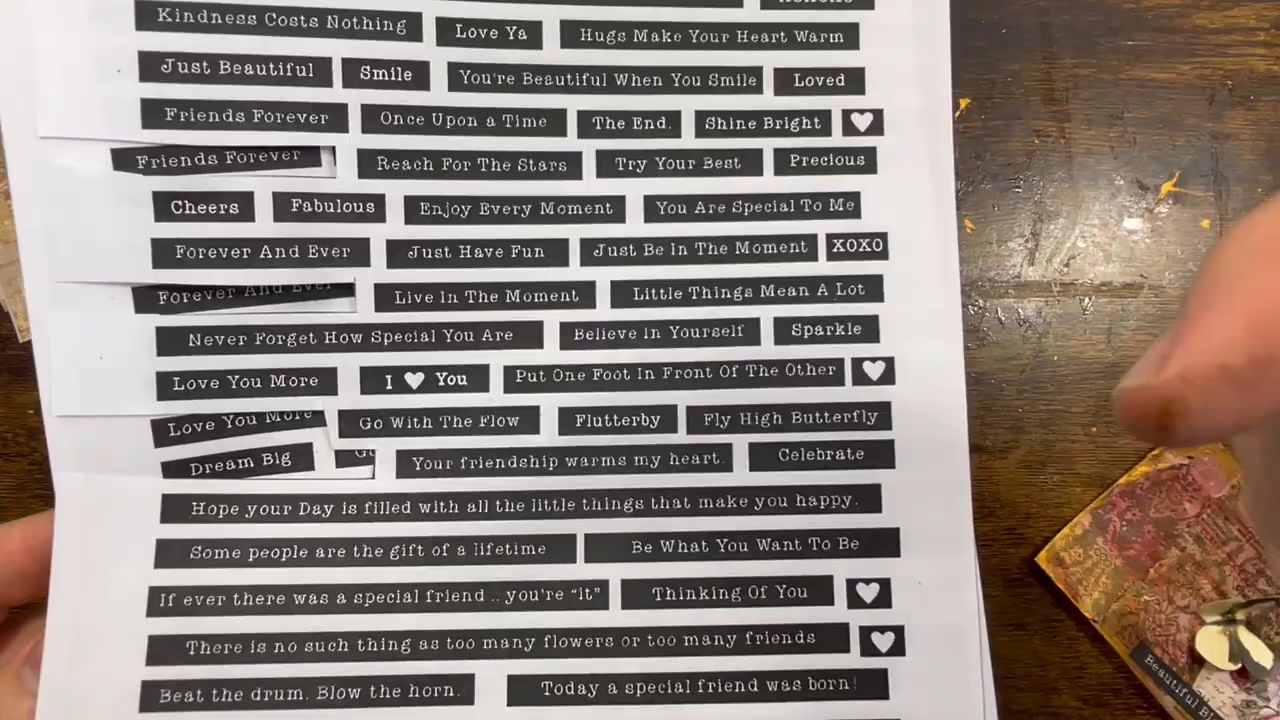 Kindness Costs Nothing Love Ya Hugs Make Your Heart Warm
Just Beautiful Smile You're Beautiful When You Smile Loved
Friends Forever Once Upon a Time The End. Shine Bright
Friends Forever Reach For The Stars Try Your Best Precious
Cheers Fabulous Enjoy Every Moment You Are Special To Me
Forever And Ever Just Have Fun Just Be In The Moment XOXO
Forever And Ever Live In The Moment Little Things Mean A Lot
Never Forget How Special You Are Believe In Yourself Sparkle
Love You More I ♥ You Put One Foot In Front Of The Other
Love You More Go With The Flow Flutterby Fly High Butterfly
Dream Big Your friendship warms my heart. Celebrate
Hope your Day is filled with all the little things that make you happy.
Some people are the gift of a lifetime Be What You Want To Be
If ever there was a special friend .. you're "it" Thinking Of You
There is no such thing as too many flowers or too many friends
Beat the drum. Blow the horn. Today a special friend was born!
Beautiful